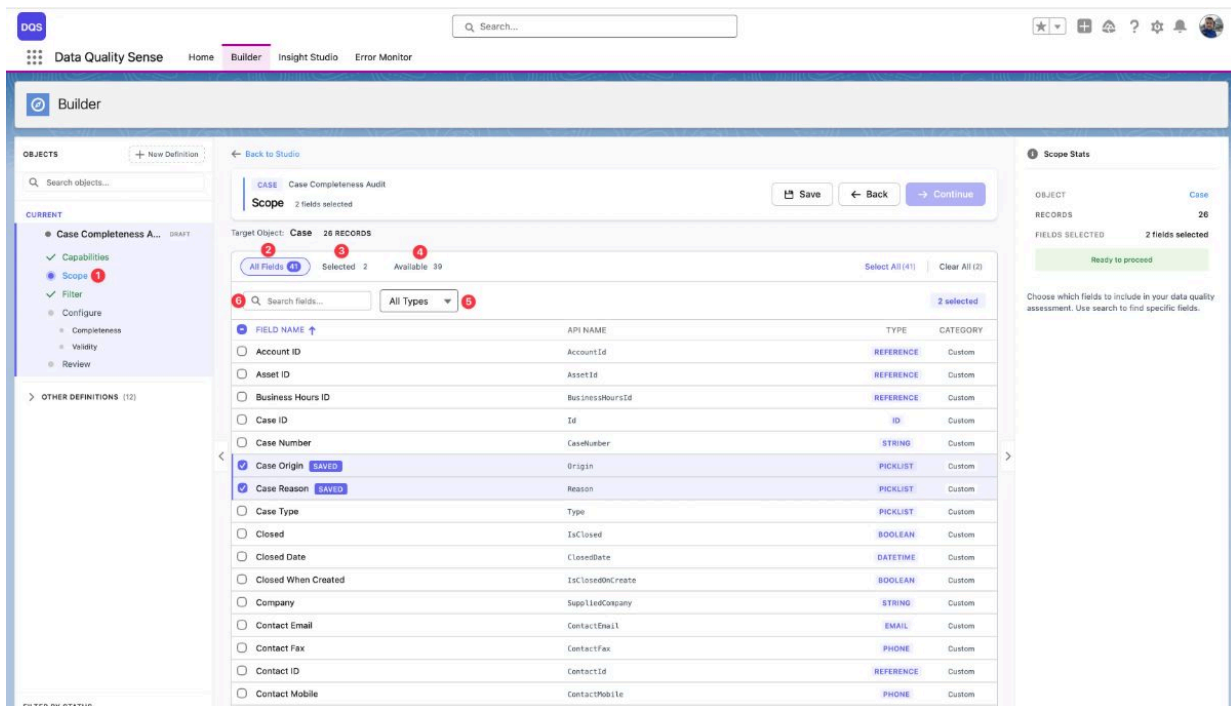 DQS
Search...
Data Quality Sense
Home
Builder
Insight Studio
Error Monitor
Builder
OBJECTS
+ New Definition
Search objects...
CURRENT
Case Completeness A... DRAFT
Capabilities
Scope 1
Filter
Configure
Completeness
Validity
Review
OTHER DEFINITIONS (12)
← Back to Studio
CASE Case Completeness Audit
Scope 2 fields selected
Save
← Back
→ Continue
Target Object: Case 26 RECORDS
2 3 4
All Fields 41 Selected 2 Available 39
Select All (41) Clear All (2)
6 Search fields... All Types 5
2 selected
FIELD NAME ↑ API NAME TYPE CATEGORY
Account ID AccountId REFERENCE Custom
Asset ID AssetId REFERENCE Custom
Business Hours ID BusinessHoursId REFERENCE Custom
Case ID Id ID Custom
Case Number CaseNumber STRING Custom
Case Origin SAVED Origin PICKLIST Custom
Case Reason SAVED Reason PICKLIST Custom
Case Type Type PICKLIST Custom
Closed IsClosed BOOLEAN Custom
Closed Date ClosedDate DATETIME Custom
Closed When Created IsClosedOnCreate BOOLEAN Custom
Company SuppliedCompany STRING Custom
Contact Email ContactEmail EMAIL Custom
Contact Fax ContactFax PHONE Custom
Contact ID ContactId REFERENCE Custom
Contact Mobile ContactMobile PHONE Custom
Scope Stats
OBJECT Case
RECORDS 26
FIELDS SELECTED 2 fields selected
Ready to proceed
Choose which fields to include in your data quality
assessment. Use search to find specific fields.
FILTER BY STATUS